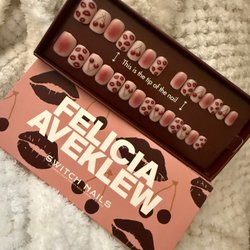 This is the tip of the nail
FELICIA
AVEKLEW
SWITCH NAILS